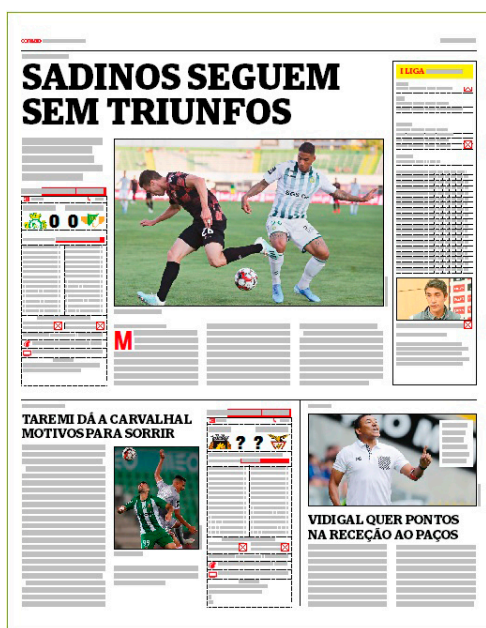 CORREIO
SADINOS SEGUEM
SEM TRIUNFOS
I LIGA
0 0
M
TAREMI DÁ A CARVALHAL
MOTIVOS PARA SORRIR
? ?
VIDIGAL QUER PONTOS
NA RECEÇÃO AO PAÇOS